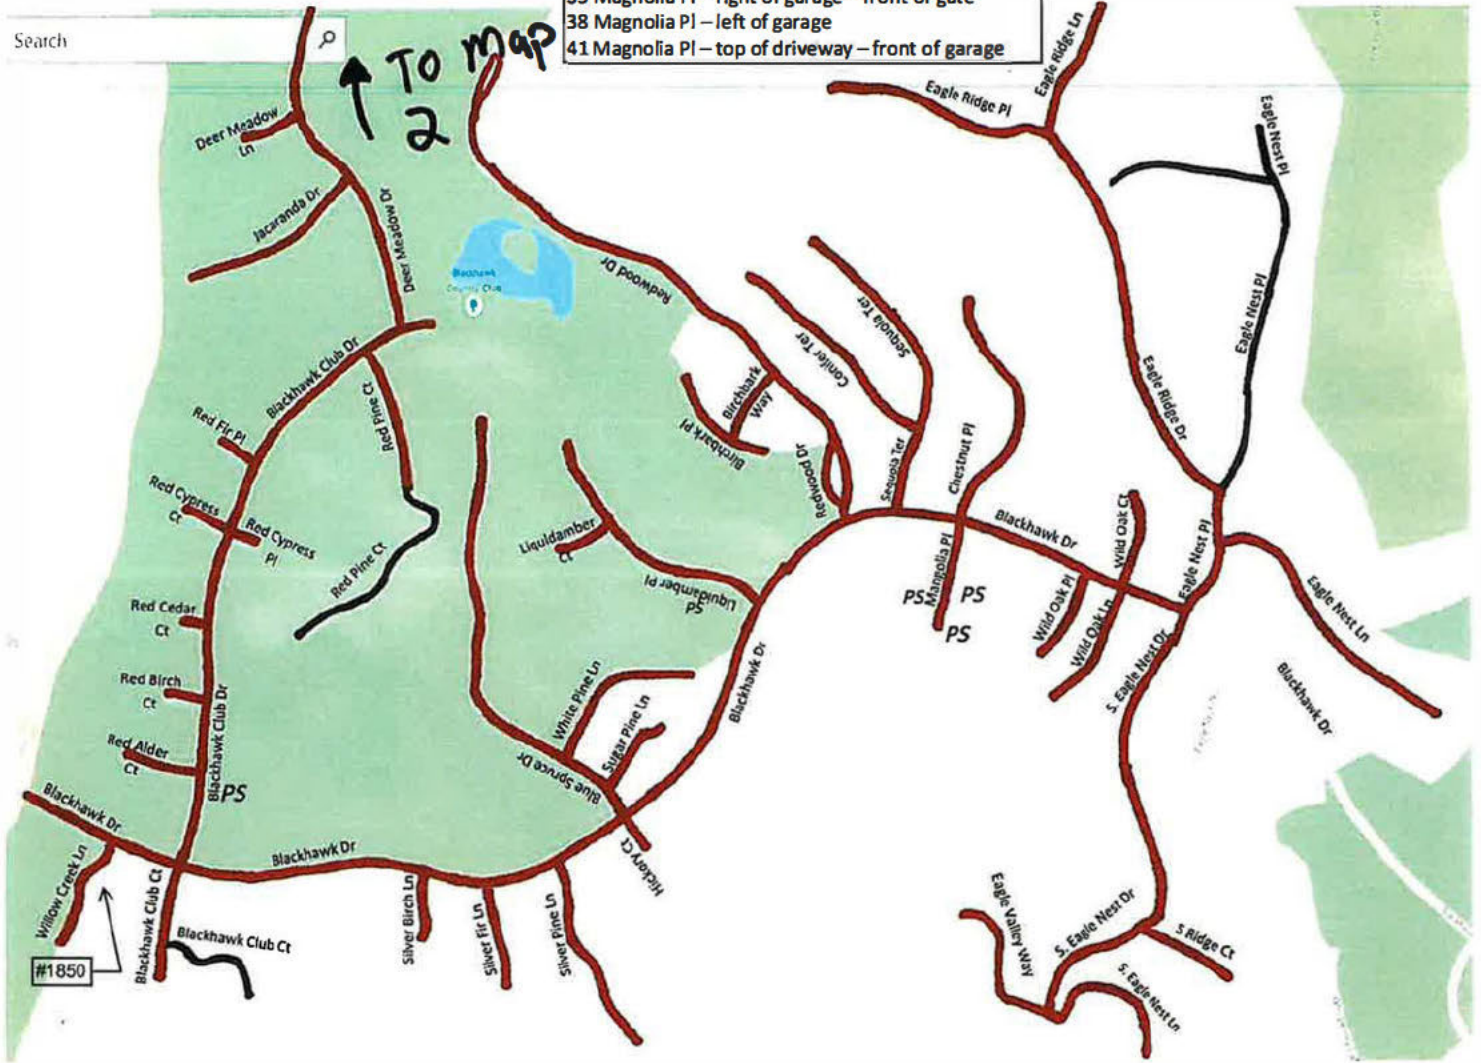 38 Magnolia Pl – left of garage
41 Magnolia Pl – top of driveway – front of garage
Search
TO Map
2
Eagle Ridge Ln
Eagle Ridge Pl
Eagle Nest Pl
Deer Meadow
Ln
Jacaranda Dr
Deer Meadow Dr
Blackhawk
Country Club
Redwood Dr
Sequoia Ter
Conifer Ter
Eagle Nest Pl
Blackhawk Club Dr
Red Pine Ct
Birchbark
Way
Birchbark Pl
Birchbark Pl
Eagle Ridge Dr
Red Fir Pl
Redwood Dr
Sequoia Ter
Chestnut Pl
Red Cypress
Ct
Red Cypress
Pl
Liquidamber
Ct
Blackhawk Dr
Wild Oak Ct
Eagle Nest Pl
Red Pine Ct
Liquidamber Pl
PS
Mangolia Pl
PS
PS
PS
Wild Oak Pl
Wild Oak Ln
Eagle Nest Ln
Red Cedar
Ct
S. Eagle Nest Dr
Red Birch
Ct
White Pine Ln
Sugar Pine Ln
Blackhawk Dr
Blackhawk Dr
Red Alder
Ct
Blackhawk Club Dr
PS
Blue Spruce Dr
Blackhawk Dr
Blackhawk Dr
Hickory Ct
Willow Creek Ln
Blackhawk Club Ct
Blackhawk Club Ct
Silver Birch Ln
Silver Fir Ln
Silver Pine Ln
#1850
Eagle Valley Way
S. Eagle Nest Dr
S Ridge Ct
S. Eagle Nest Ln